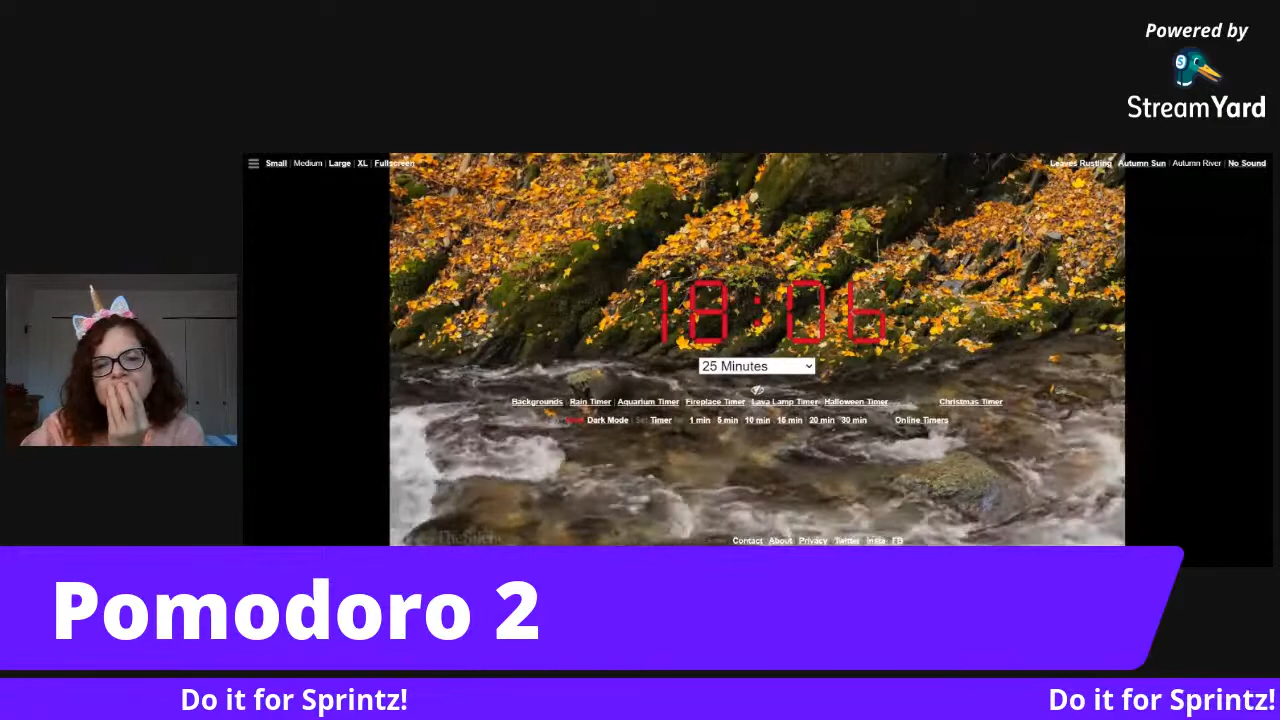 Powered by
StreamYard
Small | Medium | Large | XL | Fullscreen
Leaves Rustling Autumn Sun | Autumn River | No Sound
18:06
25 Minutes
Backgrounds Rain Timer Aquarium Timer Fireplace Timer Lava Lamp Timer Halloween Timer Christmas Timer
Dark Mode Timer 1 min 5 min 10 min 15 min 20 min 30 min Online Timers
Contact About Privacy Twitter Insta FB
Pomodoro 2
Do it for Sprintz! Do it for Sprintz!